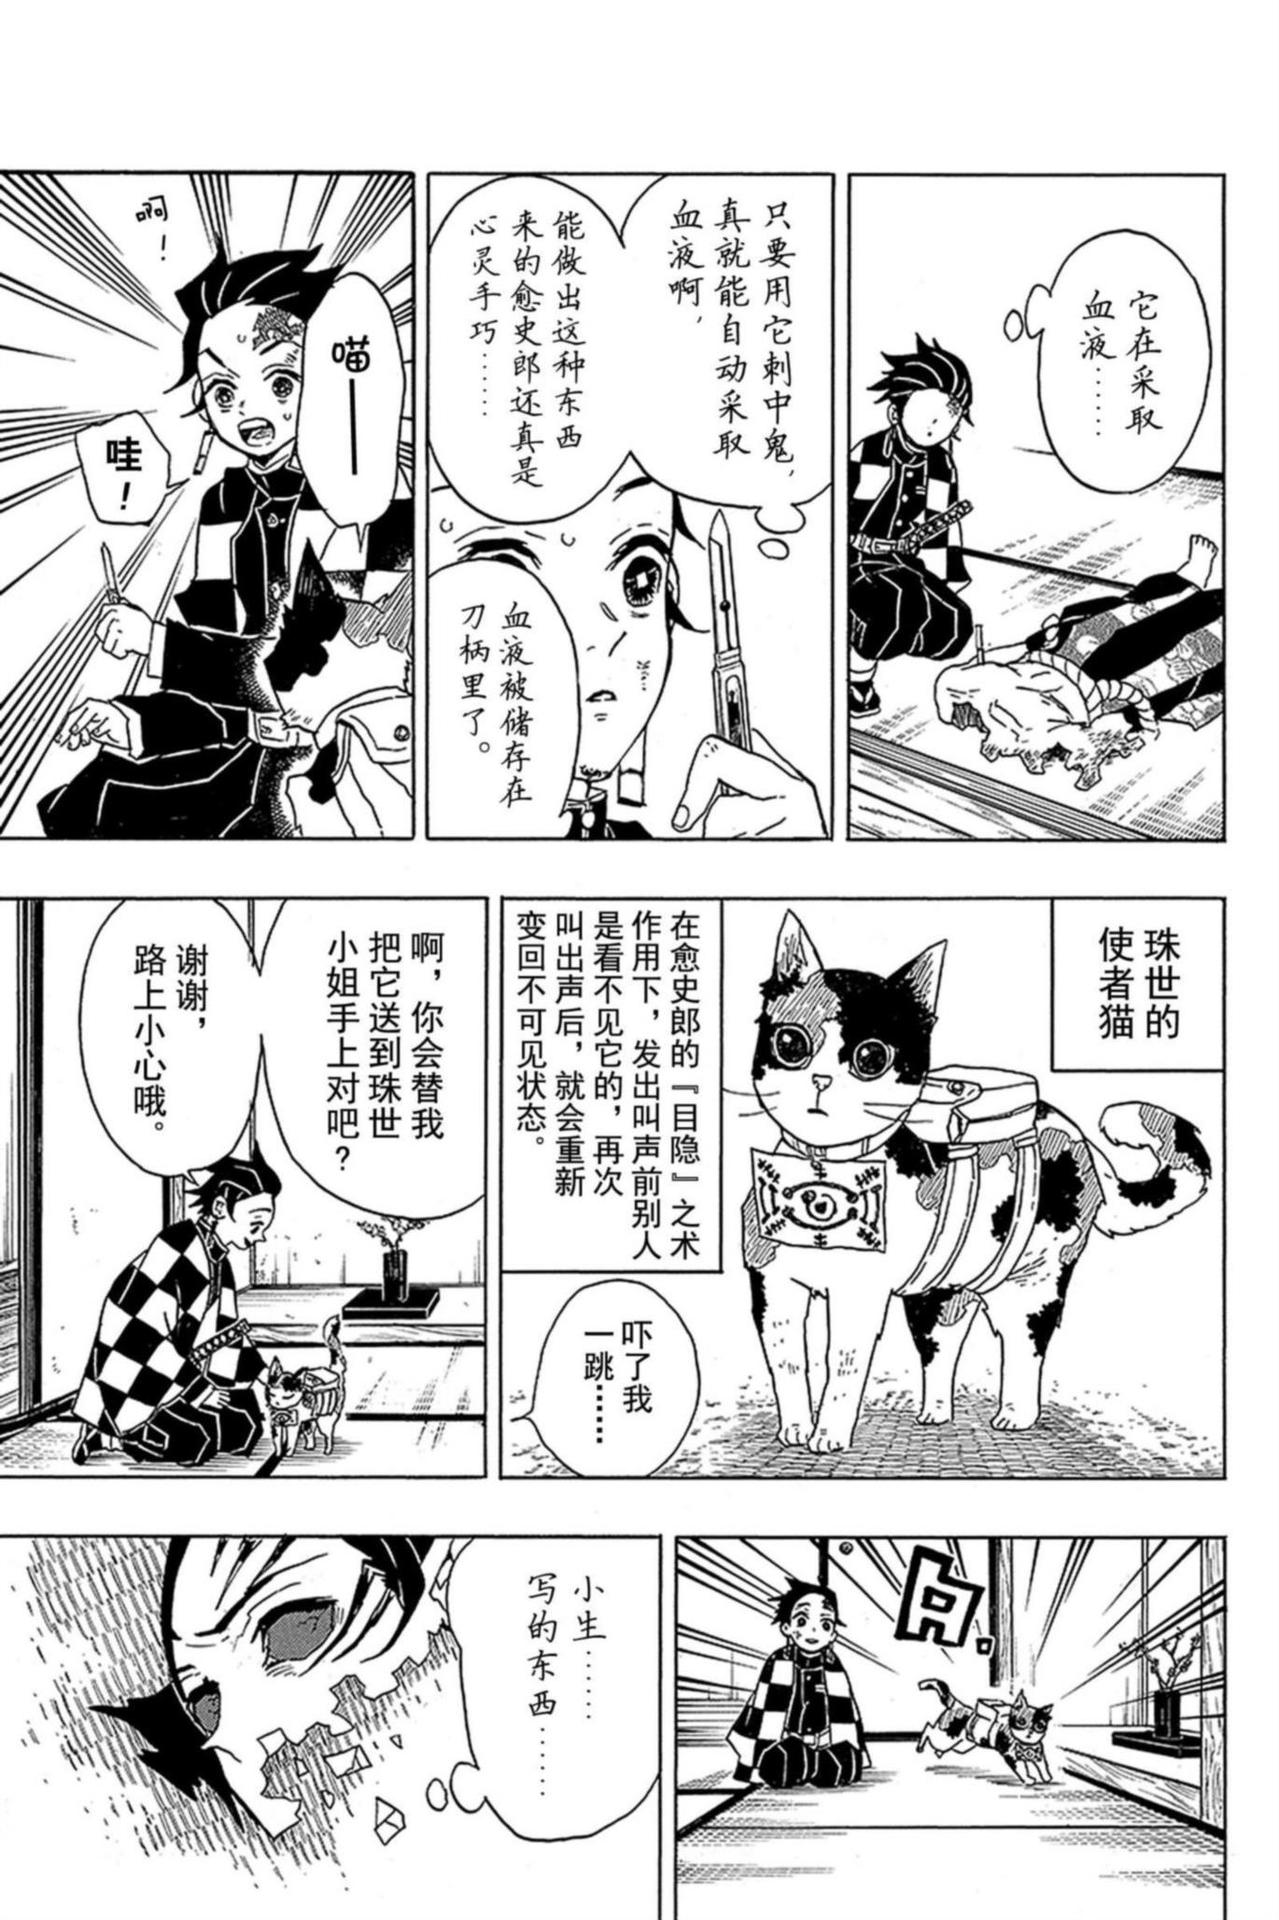 它在采取
血液……
只要用它刺中鬼，
真就能自动采取
血液啊，
能做出这种东西
来的愈史郎还真是
心灵手巧……
血液被储存在
刀柄里了。
啊！
喵——
哇！
珠世的
使者猫
在愈史郎的『目隐』之术
作用下，发出叫声前别人
是看不见它的，再次
叫出声后，就会重新
变回不可见状态。
吓了我
一跳……
啊，你会替我
把它送到珠世
小姐手上对吧？
谢谢，
路上小心哦。
小生……
写的东西……